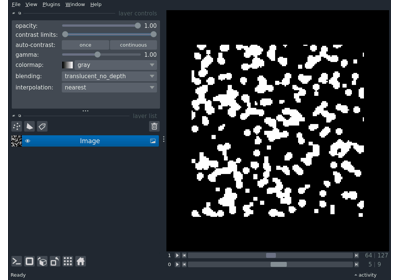 File View Plugins Window Help
layer controls
opacity: 1.00
contrast limits:
auto-contrast: once continuous
gamma: 1.00
colormap: gray
blending: translucent_no_depth
interpolation: nearest
layer list
Image
1 64 127
0 5 9
Ready activity